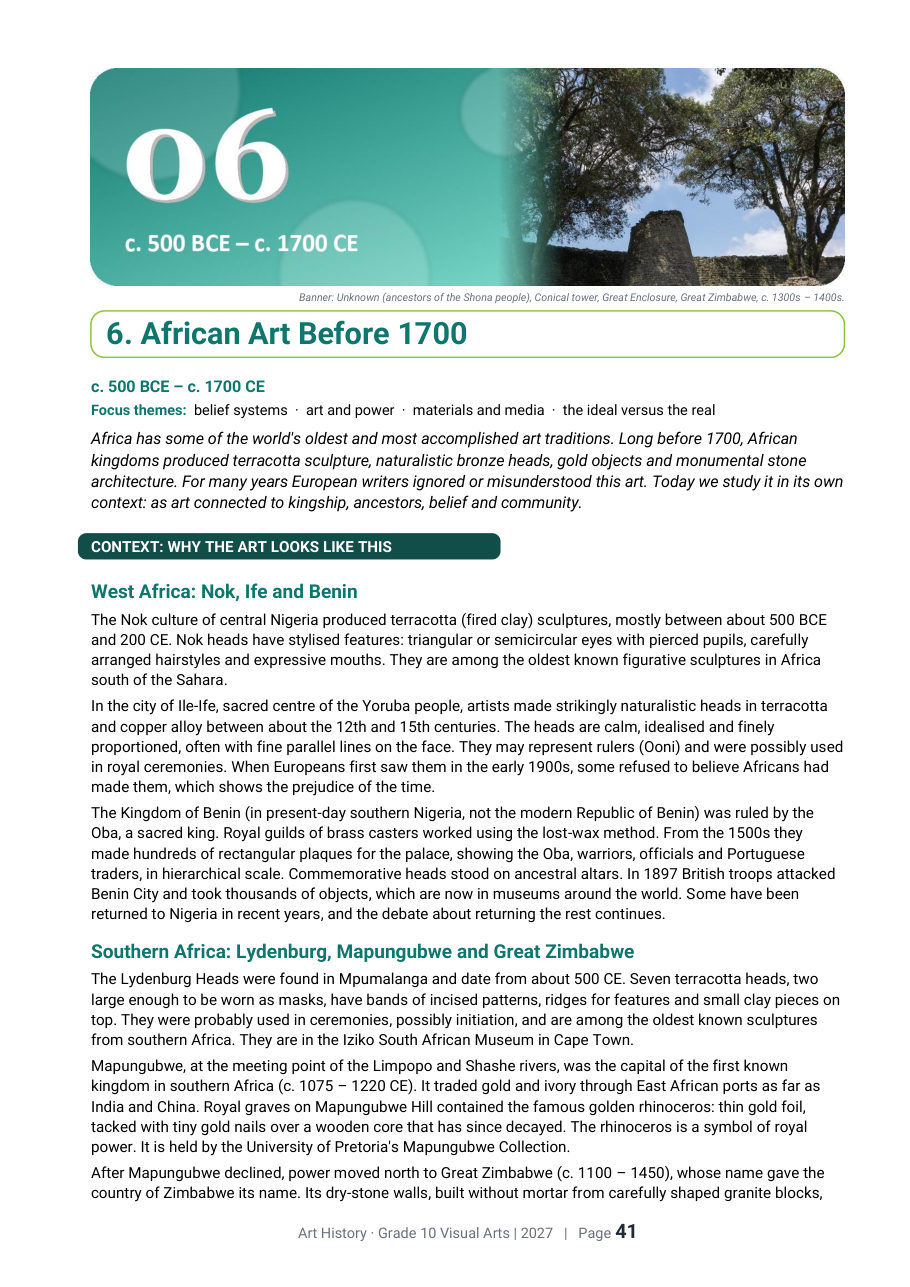 06
c. 500 BCE – c. 1700 CE
Banner: Unknown (ancestors of the Shona people), Conical tower, Great Enclosure, Great Zimbabwe, c. 1300s – 1400s.
6. African Art Before 1700
c. 500 BCE – c. 1700 CE
Focus themes: belief systems · art and power · materials and media · the ideal versus the real
Africa has some of the world's oldest and most accomplished art traditions. Long before 1700, African
kingdoms produced terracotta sculpture, naturalistic bronze heads, gold objects and monumental stone
architecture. For many years European writers ignored or misunderstood this art. Today we study it in its own
context: as art connected to kingship, ancestors, belief and community.
CONTEXT: WHY THE ART LOOKS LIKE THIS
West Africa: Nok, Ife and Benin
The Nok culture of central Nigeria produced terracotta (fired clay) sculptures, mostly between about 500 BCE
and 200 CE. Nok heads have stylised features: triangular or semicircular eyes with pierced pupils, carefully
arranged hairstyles and expressive mouths. They are among the oldest known figurative sculptures in Africa
south of the Sahara.
In the city of Ile-Ife, sacred centre of the Yoruba people, artists made strikingly naturalistic heads in terracotta
and copper alloy between about the 12th and 15th centuries. The heads are calm, idealised and finely
proportioned, often with fine parallel lines on the face. They may represent rulers (Ooni) and were possibly used
in royal ceremonies. When Europeans first saw them in the early 1900s, some refused to believe Africans had
made them, which shows the prejudice of the time.
The Kingdom of Benin (in present-day southern Nigeria, not the modern Republic of Benin) was ruled by the
Oba, a sacred king. Royal guilds of brass casters worked using the lost-wax method. From the 1500s they
made hundreds of rectangular plaques for the palace, showing the Oba, warriors, officials and Portuguese
traders, in hierarchical scale. Commemorative heads stood on ancestral altars. In 1897 British troops attacked
Benin City and took thousands of objects, which are now in museums around the world. Some have been
returned to Nigeria in recent years, and the debate about returning the rest continues.
Southern Africa: Lydenburg, Mapungubwe and Great Zimbabwe
The Lydenburg Heads were found in Mpumalanga and date from about 500 CE. Seven terracotta heads, two
large enough to be worn as masks, have bands of incised patterns, ridges for features and small clay pieces on
top. They were probably used in ceremonies, possibly initiation, and are among the oldest known sculptures
from southern Africa. They are in the Iziko South African Museum in Cape Town.
Mapungubwe, at the meeting point of the Limpopo and Shashe rivers, was the capital of the first known
kingdom in southern Africa (c. 1075 – 1220 CE). It traded gold and ivory through East African ports as far as
India and China. Royal graves on Mapungubwe Hill contained the famous golden rhinoceros: thin gold foil,
tacked with tiny gold nails over a wooden core that has since decayed. The rhinoceros is a symbol of royal
power. It is held by the University of Pretoria's Mapungubwe Collection.
After Mapungubwe declined, power moved north to Great Zimbabwe (c. 1100 – 1450), whose name gave the
country of Zimbabwe its name. Its dry-stone walls, built without mortar from carefully shaped granite blocks,
Art History · Grade 10 Visual Arts | 2027 | Page 41